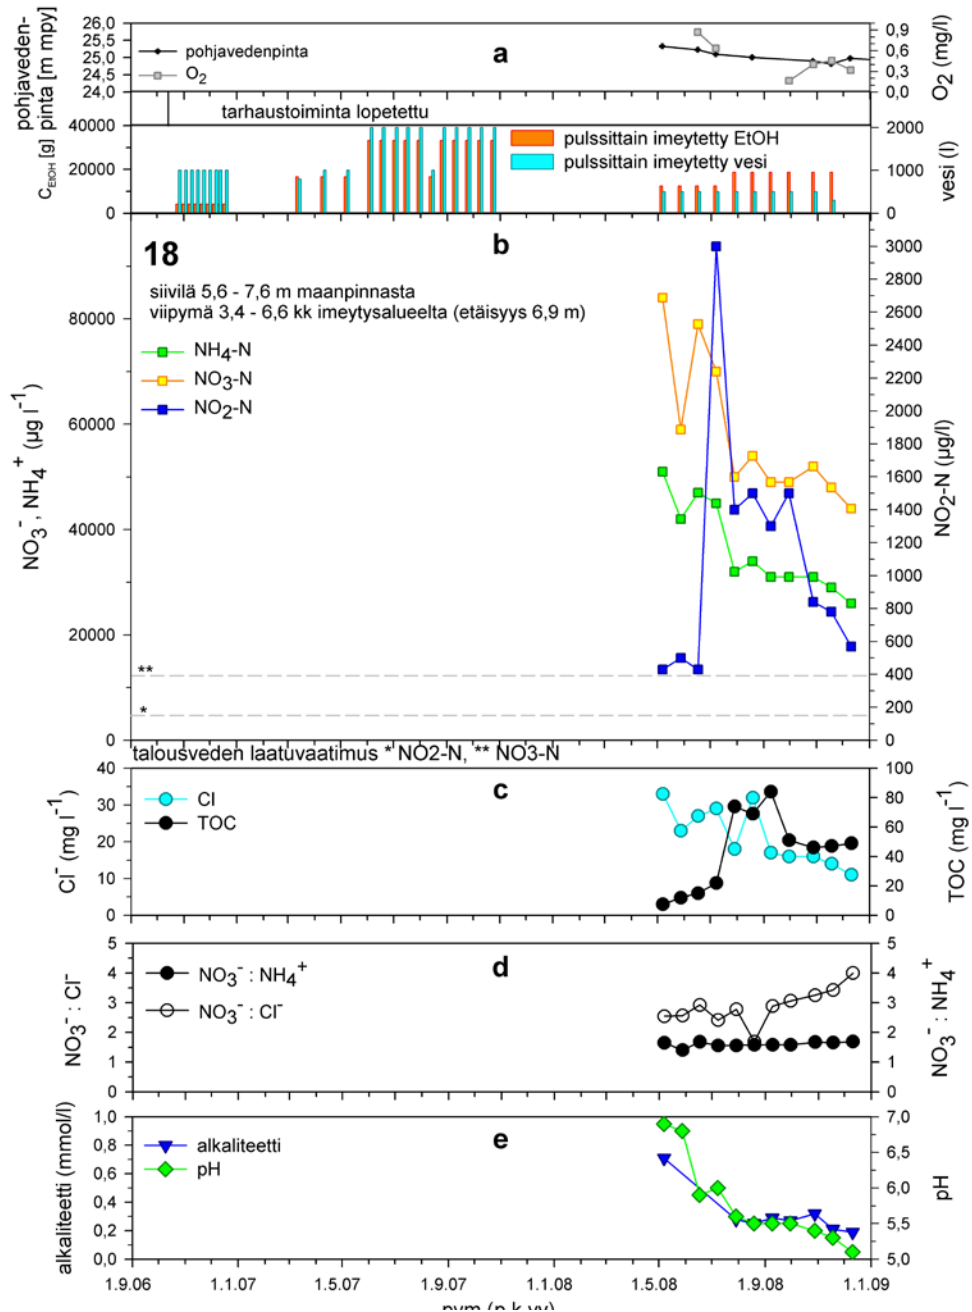 pohjaveden-
pinta [m mpy]
26,0
25,5
25,0
24,5
24,0
pohjavedenpinta
O2
a
0,9
0,6
0,3
0,0
O2 (mg/l)
tarhaustoiminta lopetettu
CEtOH [g]
40000
20000
0
pulssittain imeytetty EtOH
pulssittain imeytetty vesi
2000
1000
0
vesi (l)
18
b
siivilä 5,6 - 7,6 m maanpinnasta
viipymä 3,4 - 6,6 kk imeytysalueelta (etäisyys 6,9 m)
NH4-N
NO3-N
NO2-N
NO3-, NH4+ (µg l-1)
80000
60000
40000
20000
0
**
*
3000
2800
2600
2400
2200
2000
1800
1600
1400
1200
1000
800
600
400
200
0
NO2-N (µg/l)
talousveden laatuvaatimus * NO2-N, ** NO3-N
Cl- (mg l-1)
40
30
20
10
0
Cl
TOC
c
100
80
60
40
20
0
TOC (mg l-1)
NO3- : Cl-
5
4
3
2
1
0
NO3- : NH4+
NO3- : Cl-
d
5
4
3
2
1
0
NO3- : NH4+
alkaliteetti (mmol/l)
1,0
0,8
0,6
0,4
0,2
0,0
alkaliteetti
pH
e
7,0
6,5
6,0
5,5
5,0
pH
1.9.06 1.1.07 1.5.07 1.9.07 1.1.08 1.5.08 1.9.08 1.1.09
pvm (p.k.vv)